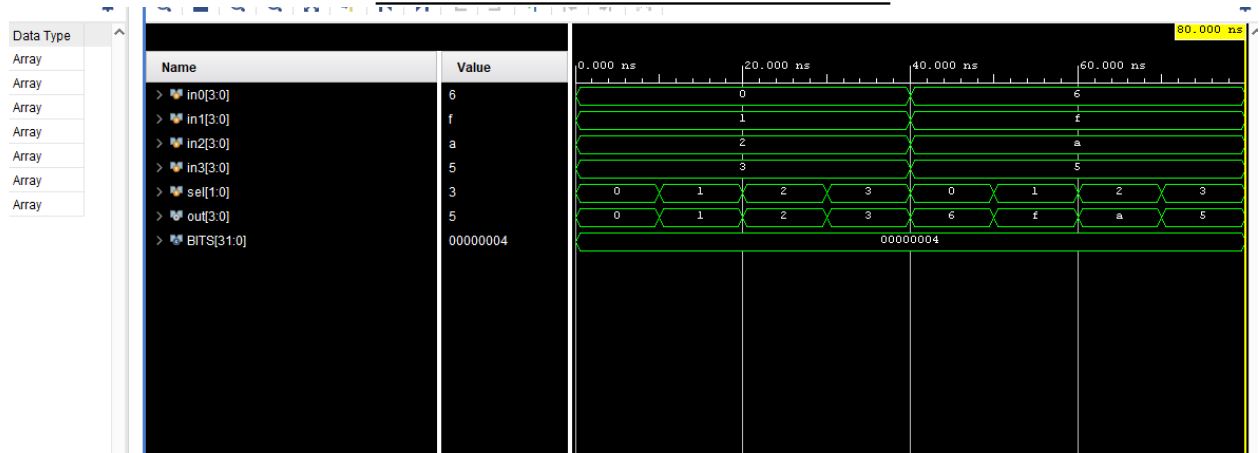 80.000 ns
Data Type
Name Value 0.000 ns 20.000 ns 40.000 ns 60.000 ns
Array
Array
Array
Array
Array
Array
Array
in0[3:0] 6 0 6
in1[3:0] f 1 f
in2[3:0] a 2 a
in3[3:0] 5 3 5
sel[1:0] 3 0 1 2 3 0 1 2 3
out[3:0] 5 0 1 2 3 6 f a 5
BITS[31:0] 00000004 00000004